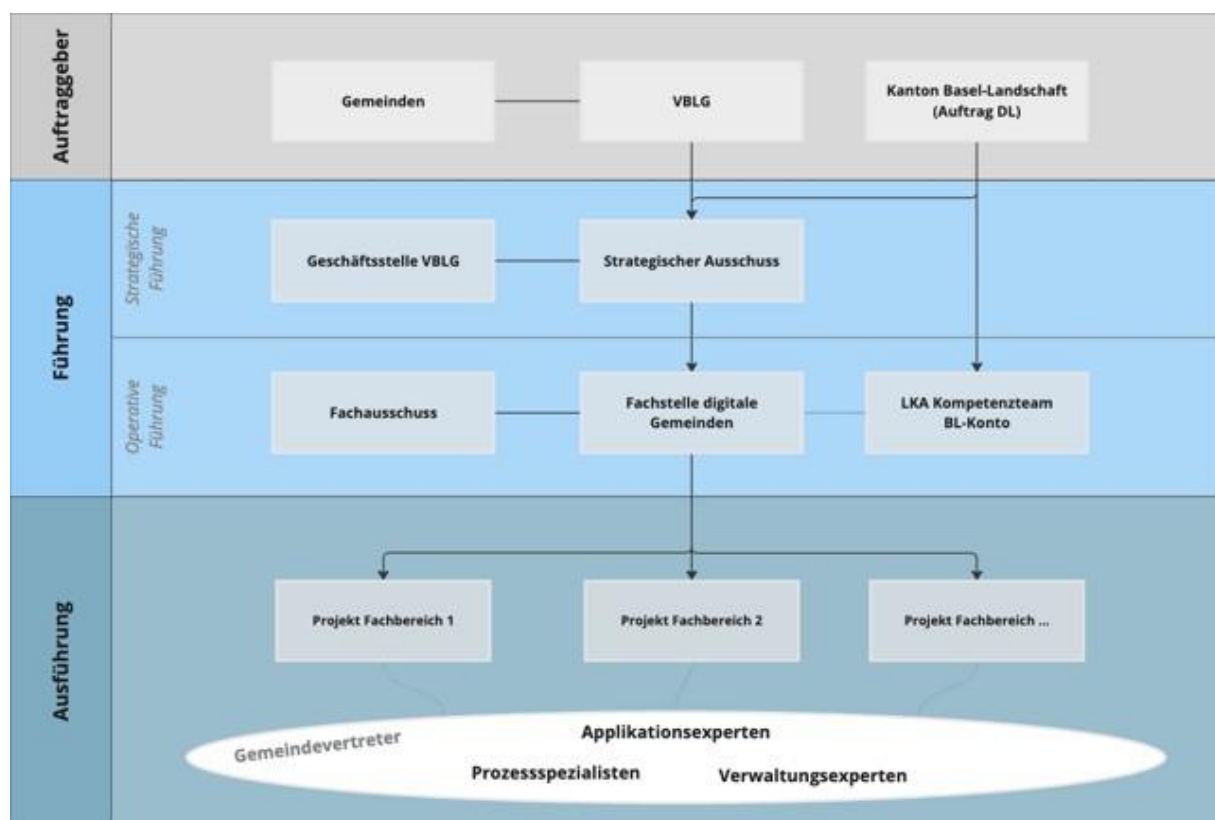 Auftraggeber
Gemeinden
VBLG
Kanton Basel-Landschaft
(Auftrag DL)
Führung
Strategische
Führung
Geschäftsstelle VBLG
Strategischer Ausschuss
Operative
Führung
Fachausschuss
Fachstelle digitale
Gemeinden
LKA Kompetenzteam
BL-Konto
Ausführung
Projekt Fachbereich 1
Projekt Fachbereich 2
Projekt Fachbereich ...
Gemeindevertreter
Applikationsexperten
Prozessspezialisten
Verwaltungsexperten